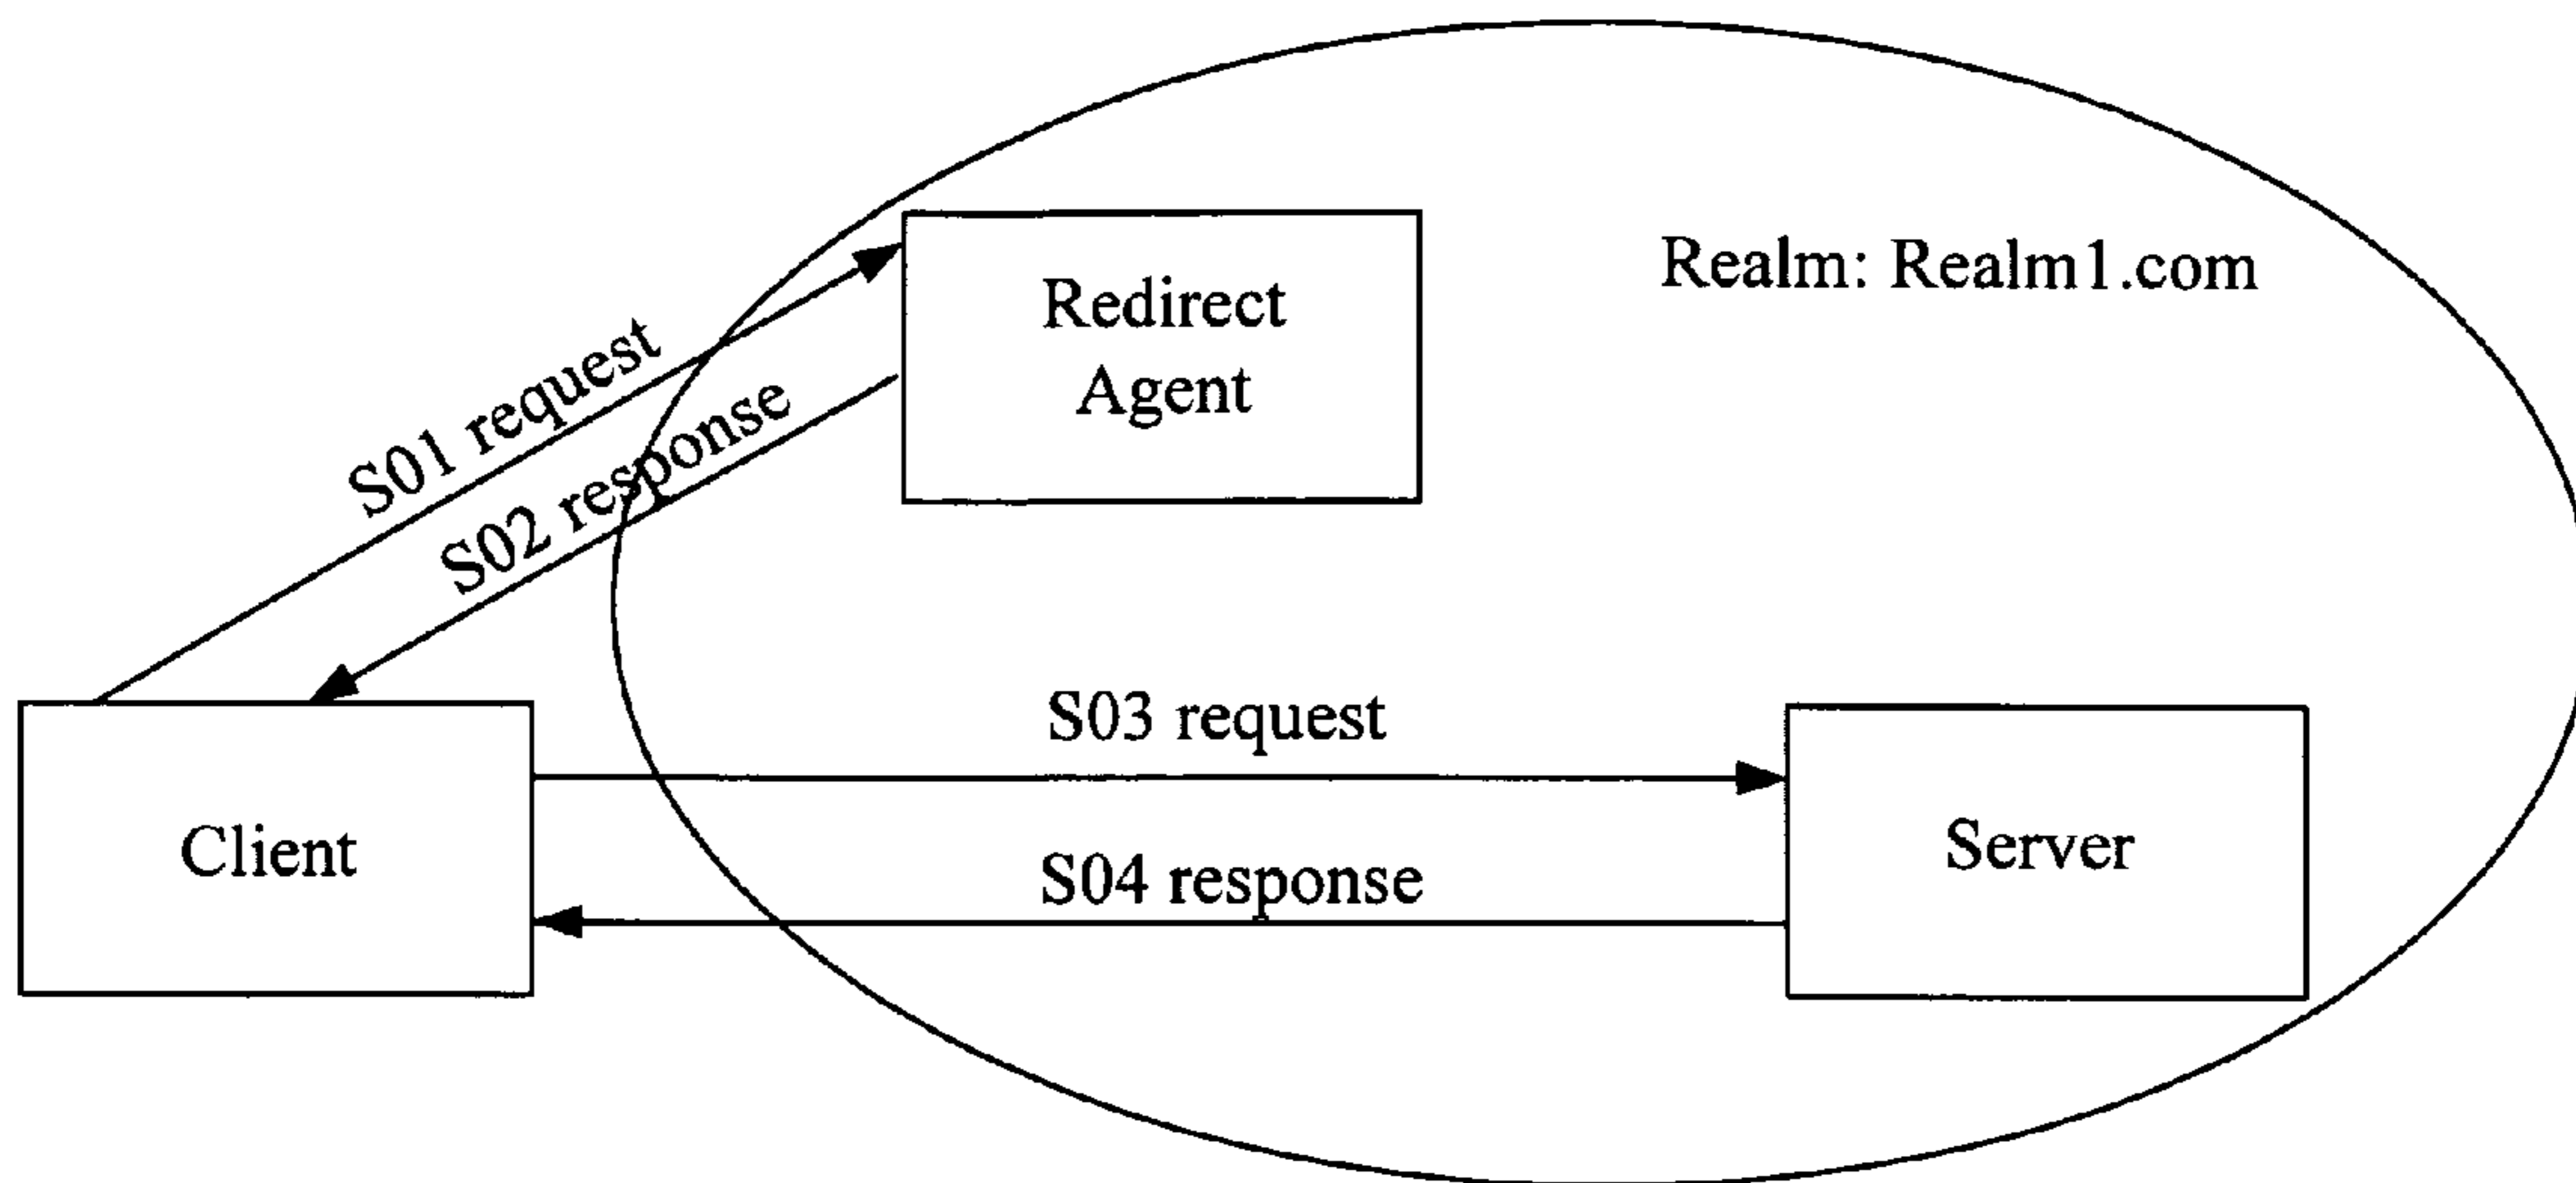 Redirect
Agent
Realm: Realm1.com
S01 request
S02 response
S03 request
Client
Server
S04 response